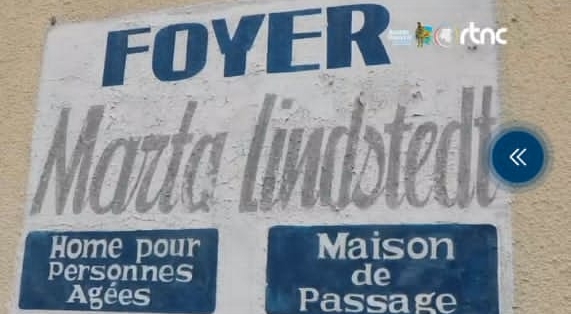 FOYER
rtnc
Marta lindstedt
Home pour
Personnes
Agées
Maison
de
Passage